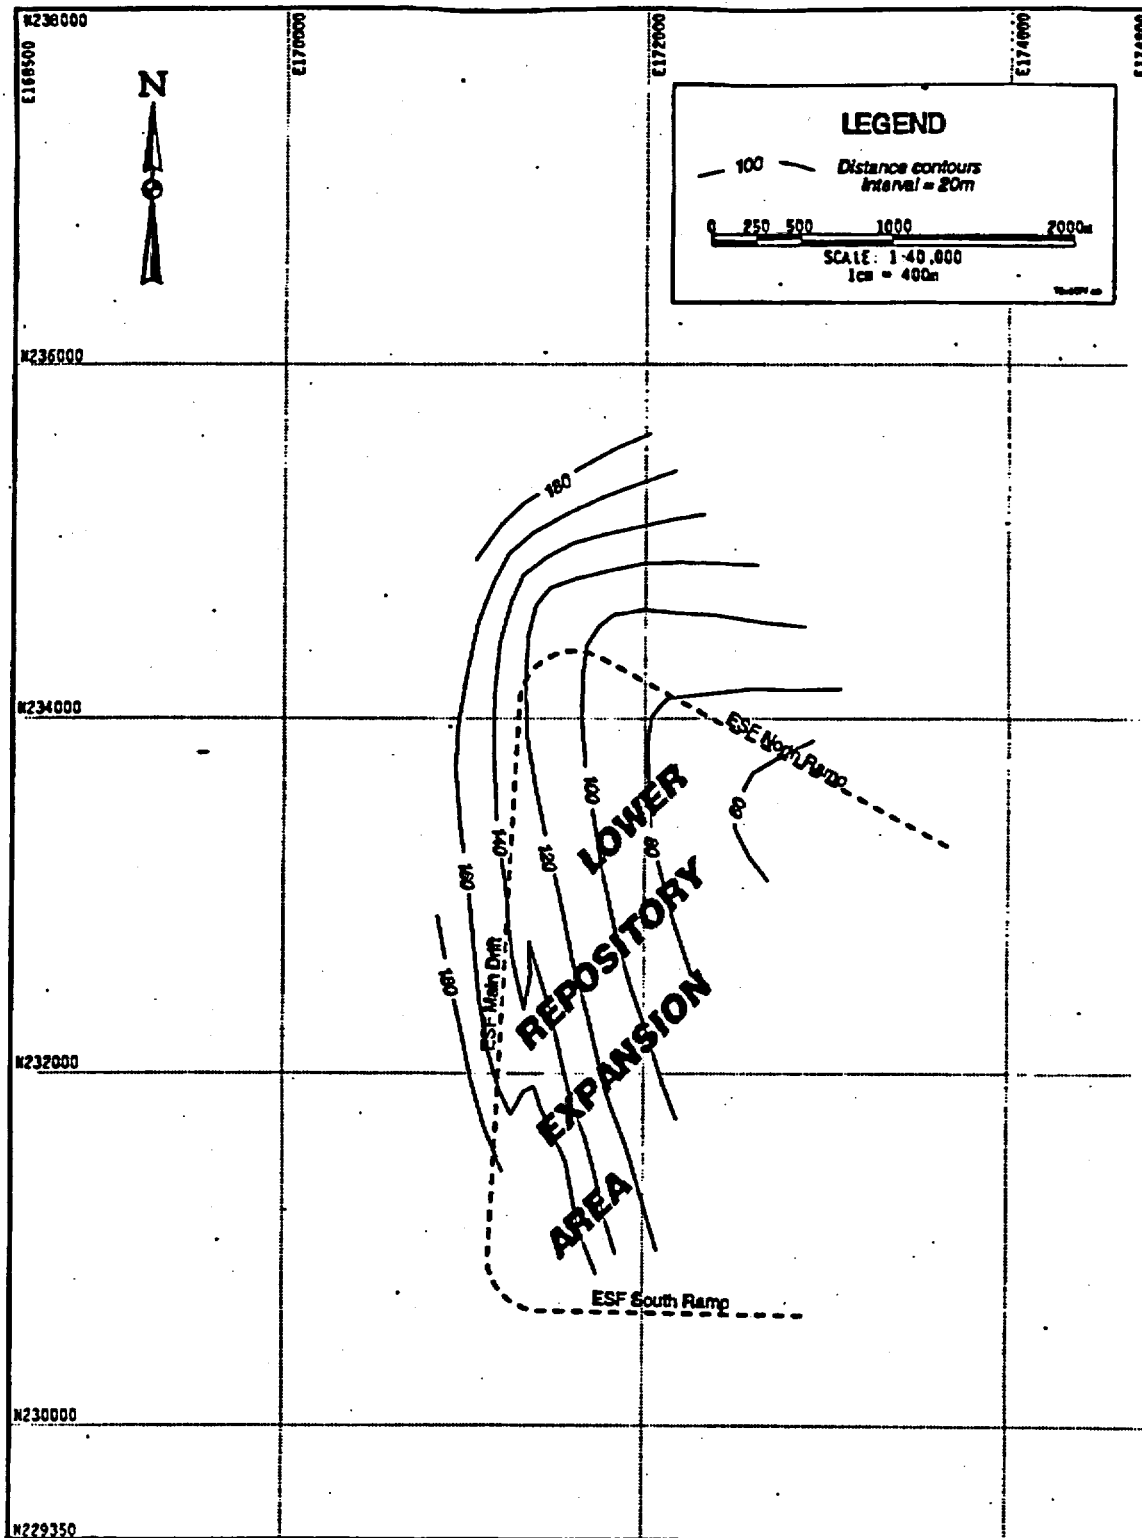 N238000
E168500
E170000
E172000
E174000
N
LEGEND
100
Distance contours
Interval = 20m
0 250 500 1000 2000m
SCALE: 1:40,000
1cm = 400m
N236000
180
N234000
ESE North Ramp
100
LOWER
60
140
80
120
160
REPOSITORY
ESF Main Drift
180
EXPANSION
N232000
AREA
ESF South Ramp
N230000
N229350